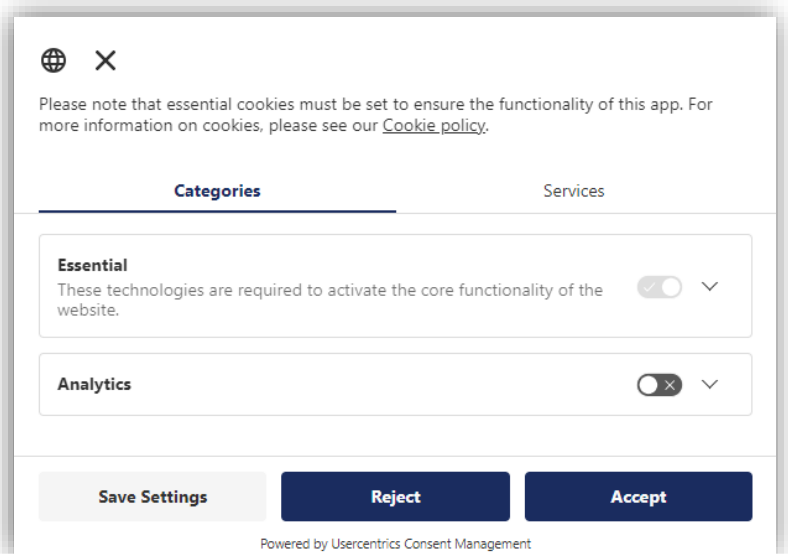 Please note that essential cookies must be set to ensure the functionality of this app. For
more information on cookies, please see our Cookie policy.
Categories
Services
Essential
These technologies are required to activate the core functionality of the
website.
Analytics
Save Settings
Reject
Accept
Powered by Usercentrics Consent Management